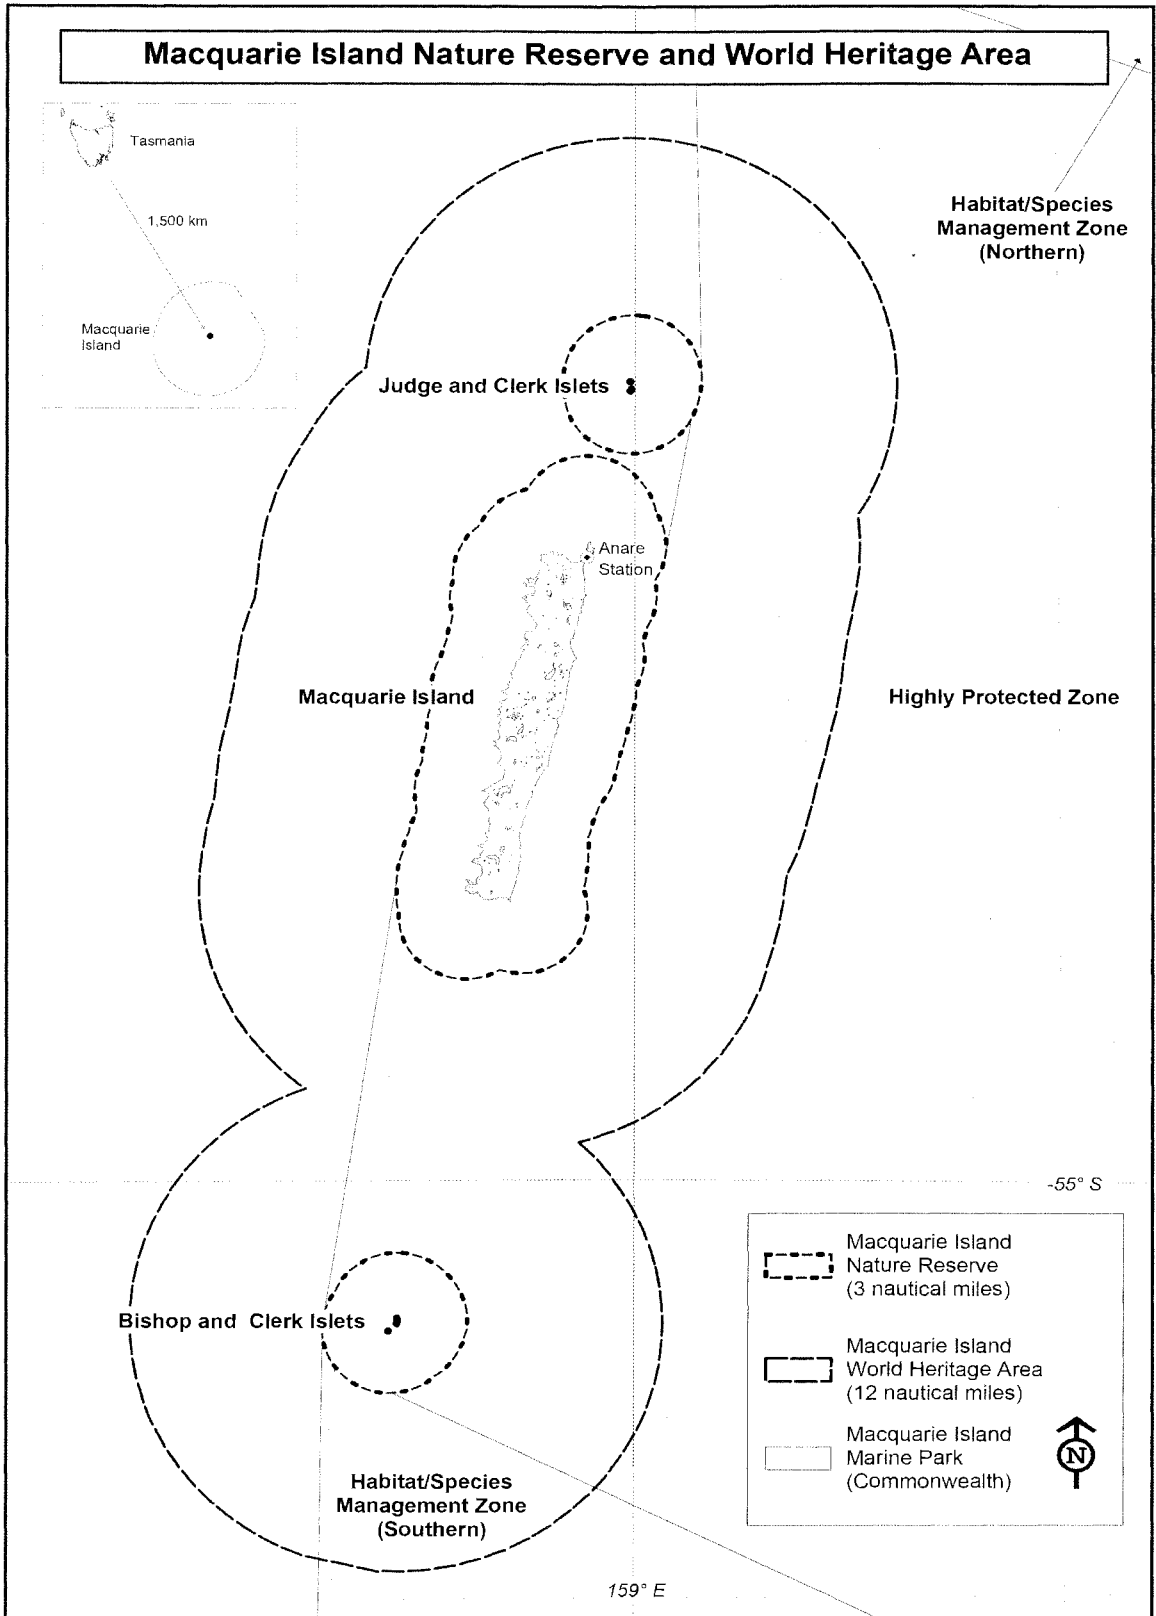 Macquarie Island Nature Reserve and World Heritage Area
Tasmania
1,500 km
Macquarie
Island
Habitat/Species
Management Zone
(Northern)
Judge and Clerk Islets
Anare
Station
Macquarie Island
Highly Protected Zone
-55° S
Macquarie Island
Nature Reserve
(3 nautical miles)
Macquarie Island
World Heritage Area
(12 nautical miles)
Macquarie Island
Marine Park
(Commonwealth)
N
Bishop and Clerk Islets
Habitat/Species
Management Zone
(Southern)
159° E